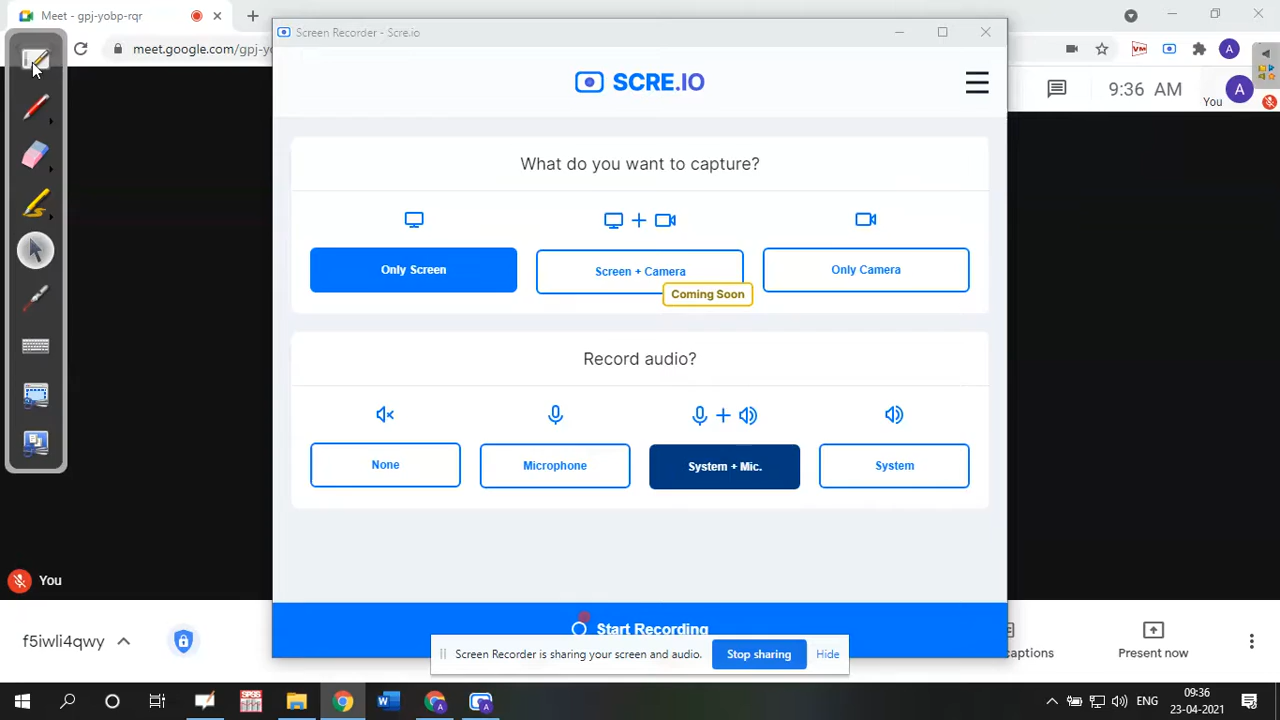 Meet - gpj-yobp-rqr
Screen Recorder - Scre.io
meet.google.com/gpj-yo
SCRE.IO
9:36 AM
You
A
A
What do you want to capture?
Only Screen
Screen + Camera
Only Camera
Coming Soon
Record audio?
None
Microphone
System + Mic.
System
You
Start Recording
f5iwli4qwy
Screen Recorder is sharing your screen and audio.
Stop sharing
Hide
captions
Present now
ENG
09:36
23-04-2021